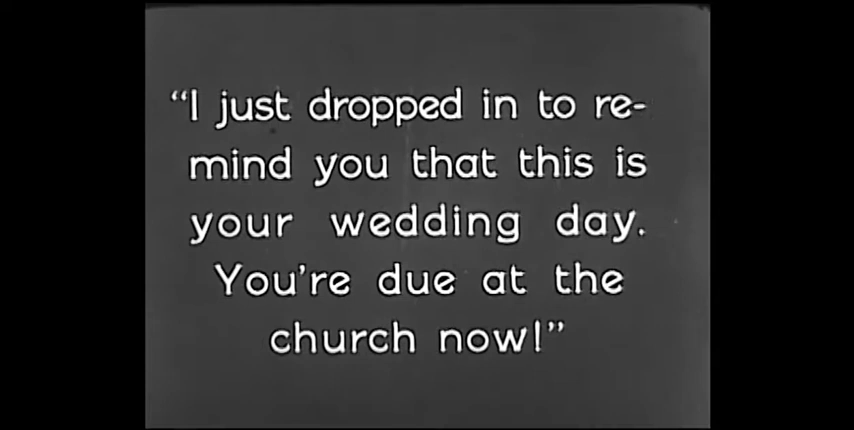 “I just dropped in to re-
mind you that this is
your wedding day.
You’re due at the
church now!”